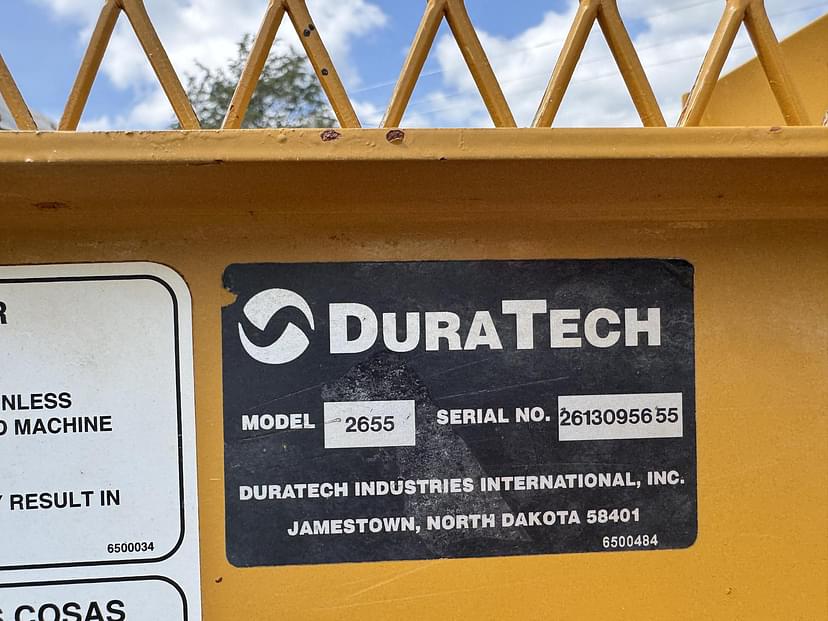 R
NLESS
MACHINE
Y RESULT IN
6500034
S COSAS
DURATECH
MODEL 2655 SERIAL NO. 2613095655
DURATECH INDUSTRIES INTERNATIONAL, INC.
JAMESTOWN, NORTH DAKOTA 58401
6500484